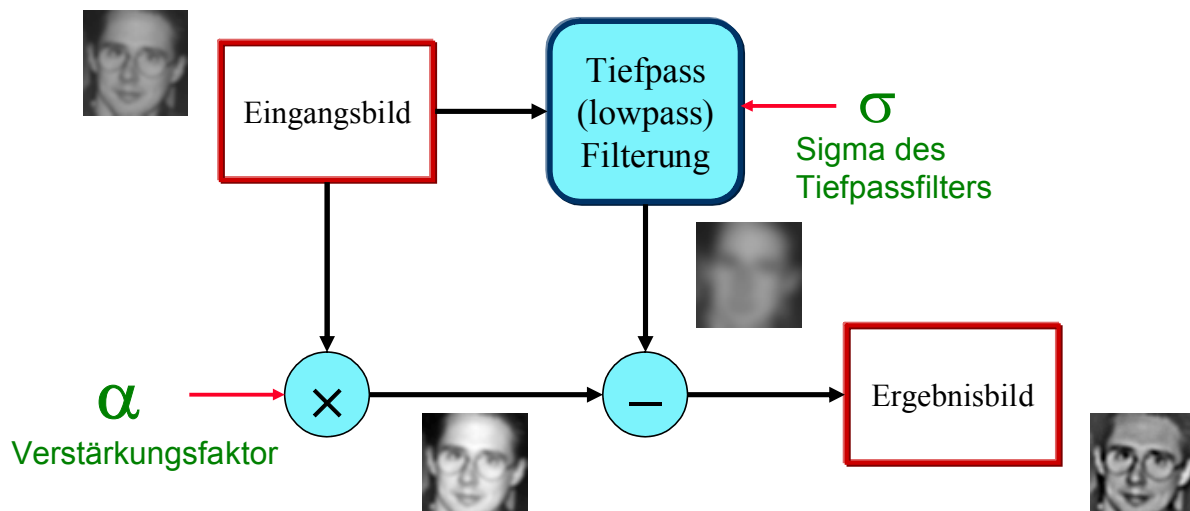 Eingangsbild
Tiefpass
(lowpass)
Filterung
σ
Sigma des
Tiefpassfilters
α
Verstärkungsfaktor
×
−
Ergebnisbild